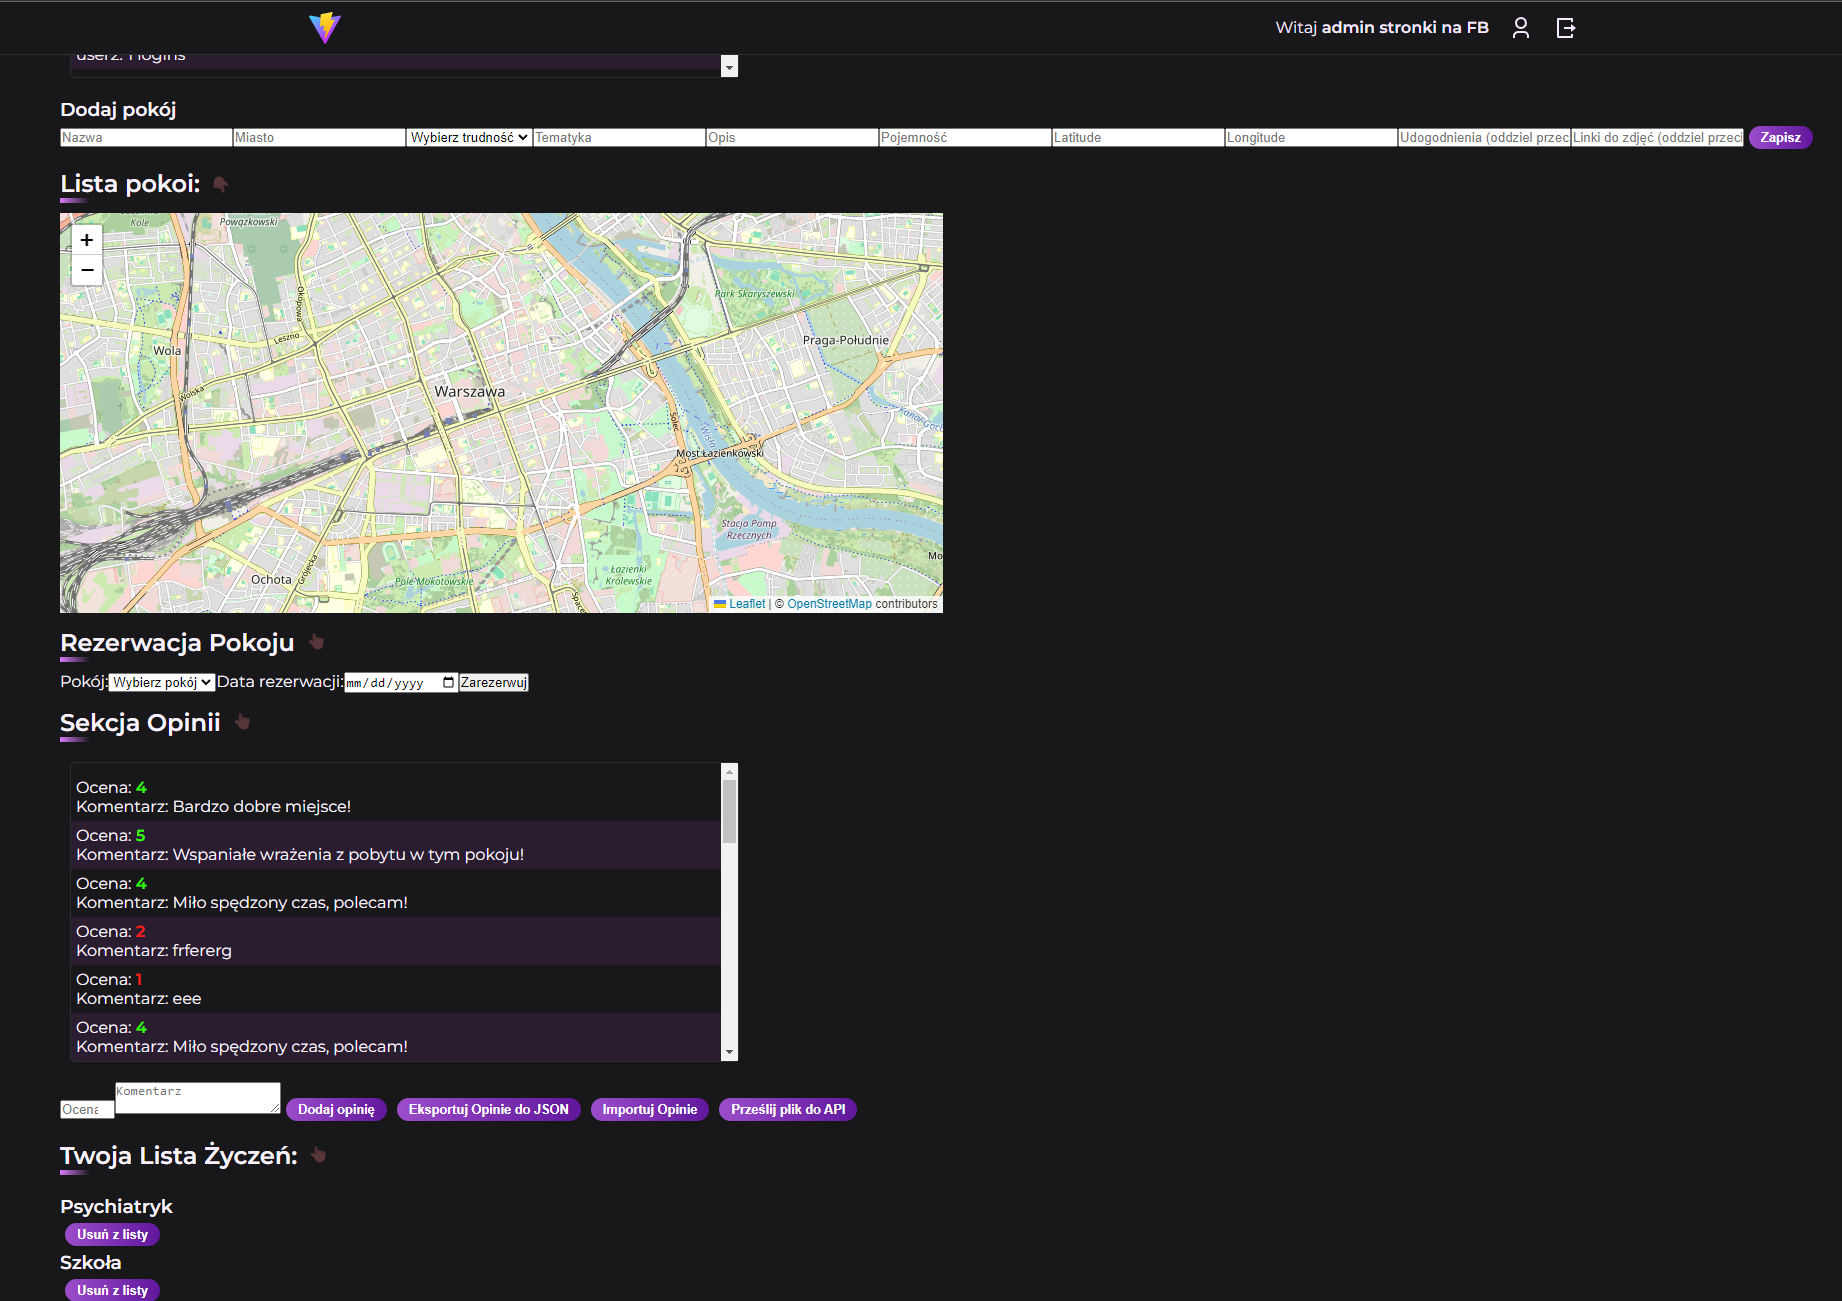 Witaj admin stronki na FB
Dodaj pokój
Nazwa Miasto Wybierz trudność Tematyka Opis Pojemność Latitude Longitude Udogodnienia (oddziel przec Linki do zdjęć (oddziel przeci Zapisz
Lista pokoi:
+
−
Koło
Powązkowski
Okopowa
Leszno
Wola
Wolska
Warszawa
Park Skaryszewski
Praga-Południe
Solec
Wisła
Most Łazienkowski
Stacja Pomp
Rzecznych
Łazienki
Królewskie
Ochota
Grójecka
Pole Mokotowskie
Mo
Leaflet | © OpenStreetMap contributors
Rezerwacja Pokoju
Pokój: Wybierz pokój Data rezerwacji: mm/dd/yyyy Zarezerwuj
Sekcja Opinii
Ocena: 4
Komentarz: Bardzo dobre miejsce!
Ocena: 5
Komentarz: Wspaniałe wrażenia z pobytu w tym pokoju!
Ocena: 4
Komentarz: Miło spędzony czas, polecam!
Ocena: 2
Komentarz: frfererg
Ocena: 1
Komentarz: eee
Ocena: 4
Komentarz: Miło spędzony czas, polecam!
Ocena Komentarz Dodaj opinię Eksportuj Opinie do JSON Importuj Opinie Prześlij plik do API
Twoja Lista Życzeń:
Psychiatryk
Usuń z listy
Szkoła
Usuń z listy